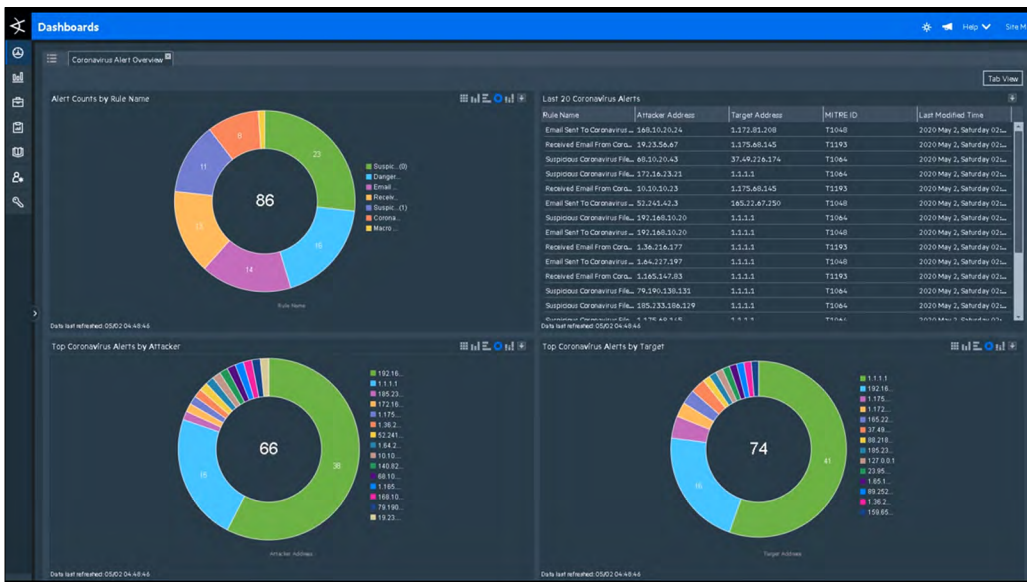 Dashboards
Help
Site M
Coronavirus Alert Overview
Tab View
Alert Counts by Rule Name
23
11
14
8
86
Suspic...(0)
Danger...
Email ...
Receiv...
Suspic...(1)
Corona...
Macro ...
Rule Name
Data last refreshed: 05/02 04:48:46
Last 20 Coronavirus Alerts
Rule Name Attacker Address Target Address MITRE ID Last Modified Time
Email Sent To Coronavirus ... 168.10.20.24 1.172.81.208 T1048 2020 May 2, Saturday 02:...
Received Email From Coro... 19.23.56.67 1.175.68.145 T1193 2020 May 2, Saturday 02:...
Suspicious Coronavirus File... 68.10.20.43 37.49.226.174 T1064 2020 May 2, Saturday 02:...
Suspicious Coronavirus File... 172.16.23.21 1.1.1.1 T1064 2020 May 2, Saturday 02:...
Received Email From Coro... 10.10.10.23 1.175.68.145 T1193 2020 May 2, Saturday 02:...
Email Sent To Coronavirus ... 52.241.42.3 165.22.67.250 T1048 2020 May 2, Saturday 02:...
Suspicious Coronavirus File... 192.168.10.20 1.1.1.1 T1064 2020 May 2, Saturday 02:...
Email Sent To Coronavirus ... 192.168.10.20 1.1.1.1 T1048 2020 May 2, Saturday 02:...
Received Email From Coro... 1.36.216.177 1.1.1.1 T1193 2020 May 2, Saturday 02:...
Email Sent To Coronavirus ... 1.64.227.197 1.1.1.1 T1048 2020 May 2, Saturday 02:...
Received Email From Coro... 1.165.147.83 1.1.1.1 T1193 2020 May 2, Saturday 02:...
Suspicious Coronavirus File... 79.190.138.131 1.1.1.1 T1064 2020 May 2, Saturday 02:...
Suspicious Coronavirus File... 185.233.186.129 1.1.1.1 T1064 2020 May 2, Saturday 02:...
Data last refreshed: 05/02 04:48:46
Top Coronavirus Alerts by Attacker
38
66
192.16...
1.1.1.1
185.23...
172.16...
1.175...
1.36.2...
52.241...
1.64.2...
10.10...
140.82...
68.10...
1.165...
168.10...
79.190...
19.23...
Attacker Address
Data last refreshed: 05/02 04:48:46
Top Coronavirus Alerts by Target
41
16
74
1.1.1.1
192.16...
1.175...
1.172...
165.22...
37.49...
88.218...
185.23...
127.0.0.1
23.95...
1.65.1...
89.252...
1.36.2...
159.65...
Target Address
Data last refreshed: 05/02 04:48:46